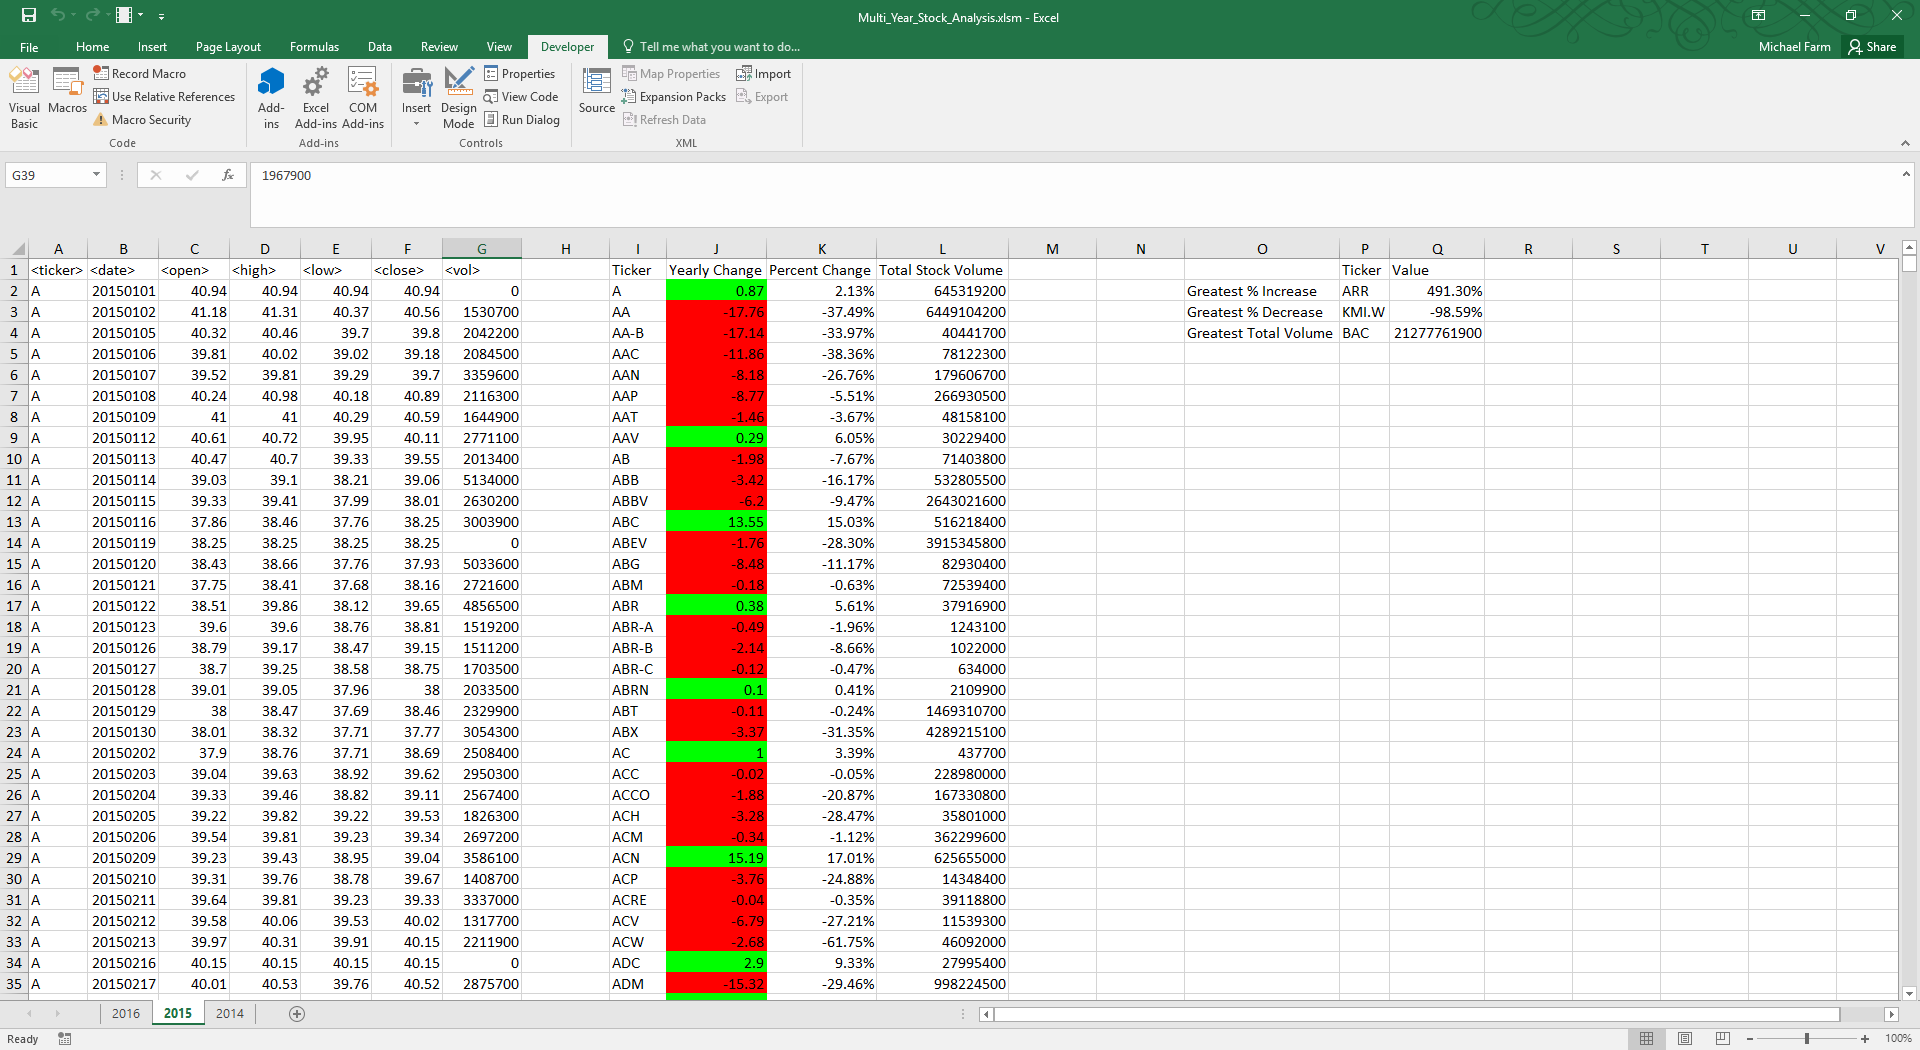 Multi_Year_Stock_Analysis.xlsm - Excel
File Home Insert Page Layout Formulas Data Review View Developer Tell me what you want to do... Michael Farm Share
Visual Basic
Macros
Record Macro
Use Relative References
Macro Security
Code
Add-ins
Excel Add-ins
COM Add-ins
Add-ins
Insert
Design Mode
Properties
View Code
Run Dialog
Controls
Source
Map Properties
Expansion Packs
Refresh Data
Import
Export
XML
G39 fx 1967900
A B C D E F G H I J K L M N O P Q R S T U V
1 <ticker> <date> <open> <high> <low> <close> <vol> Ticker Yearly Change Percent Change Total Stock Volume Ticker Value
2 A 20150101 40.94 40.94 40.94 40.94 0 A 0.87 2.13% 645319200 Greatest % Increase ARR 491.30%
3 A 20150102 41.18 41.31 40.37 40.56 1530700 AA -17.76 -37.49% 6449104200 Greatest % Decrease KMI.W -98.59%
4 A 20150105 40.32 40.46 39.7 39.8 2042200 AA-B -17.14 -33.97% 40441700 Greatest Total Volume BAC 21277761900
5 A 20150106 39.81 40.02 39.02 39.18 2084500 AAC -11.86 -38.36% 78122300
6 A 20150107 39.52 39.81 39.29 39.7 3359600 AAN -8.18 -26.76% 179606700
7 A 20150108 40.24 40.98 40.18 40.89 2116300 AAP -8.77 -5.51% 266930500
8 A 20150109 41 41 40.29 40.59 1644900 AAT -1.46 -3.67% 48158100
9 A 20150112 40.61 40.72 39.95 40.11 2771100 AAV 0.29 6.05% 30229400
10 A 20150113 40.47 40.7 39.33 39.55 2013400 AB -1.98 -7.67% 71403800
11 A 20150114 39.03 39.1 38.21 39.06 5134000 ABB -3.42 -16.17% 532805500
12 A 20150115 39.33 39.41 37.99 38.01 2630200 ABBV -6.2 -9.47% 2643021600
13 A 20150116 37.86 38.46 37.76 38.25 3003900 ABC 13.55 15.03% 516218400
14 A 20150119 38.25 38.25 38.25 38.25 0 ABEV -1.76 -28.30% 3915345800
15 A 20150120 38.43 38.66 37.76 37.93 5033600 ABG -8.48 -11.17% 82930400
16 A 20150121 37.75 38.41 37.68 38.16 2721600 ABM -0.18 -0.63% 72539400
17 A 20150122 38.51 39.86 38.12 39.65 4856500 ABR 0.38 5.61% 37916900
18 A 20150123 39.6 39.6 38.76 38.81 1519200 ABR-A -0.49 -1.96% 1243100
19 A 20150126 38.79 39.17 38.47 39.15 1511200 ABR-B -2.14 -8.66% 1022000
20 A 20150127 38.7 39.25 38.58 38.75 1703500 ABR-C -0.12 -0.47% 634000
21 A 20150128 39.01 39.05 37.96 38 2033500 ABRN 0.1 0.41% 2109900
22 A 20150129 38 38.47 37.69 38.46 2329900 ABT -0.11 -0.24% 1469310700
23 A 20150130 38.01 38.32 37.71 37.77 3054300 ABX -3.37 -31.35% 4289215100
24 A 20150202 37.9 38.76 37.71 38.69 2508400 AC 1 3.39% 437700
25 A 20150203 39.04 39.63 38.92 39.62 2950300 ACC -0.02 -0.05% 228980000
26 A 20150204 39.33 39.46 38.82 39.11 2567400 ACCO -1.88 -20.87% 167330800
27 A 20150205 39.22 39.82 39.22 39.53 1826300 ACH -3.28 -28.47% 35801000
28 A 20150206 39.54 39.81 39.23 39.34 2697200 ACM -0.34 -1.12% 362299600
29 A 20150209 39.23 39.43 38.95 39.04 3586100 ACN 15.19 17.01% 625655000
30 A 20150210 39.31 39.76 38.78 39.67 1408700 ACP -3.76 -24.88% 14348400
31 A 20150211 39.64 39.81 39.23 39.33 3337000 ACRE -0.04 -0.35% 39118800
32 A 20150212 39.58 40.06 39.53 40.02 1317700 ACV -6.79 -27.21% 11539300
33 A 20150213 39.97 40.31 39.91 40.15 2211900 ACW -2.68 -61.75% 46092000
34 A 20150216 40.15 40.15 40.15 40.15 0 ADC 2.9 9.33% 27995400
35 A 20150217 40.01 40.53 39.76 40.52 2875700 ADM -15.32 -29.46% 998224500
2016 2015 2014
Ready 100%